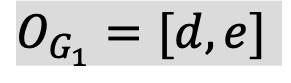 O_{G_1} = [d, e]